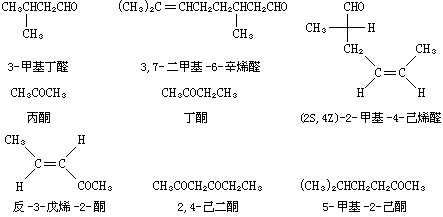 CH₃CHCH₂CHO
CH₃
3-甲基丁醛
(CH₃)₂C=CHCH₂CH₂CHCH₂CHO
CH₃
3,7-二甲基-6-辛烯醛
CHO
CH₃ H
CH₂ CH₃
C=C
H H
(2S,4Z)-2-甲基-4-己烯醛
CH₃COCH₃
丙酮
CH₃COCH₂CH₃
丁酮
CH₃ H
C=C
H COCH₃
反-3-戊烯-2-酮
CH₃COCH₂COCH₂CH₃
2,4-己二酮
(CH₃)₂CHCH₂CH₂COCH₃
5-甲基-2-己酮